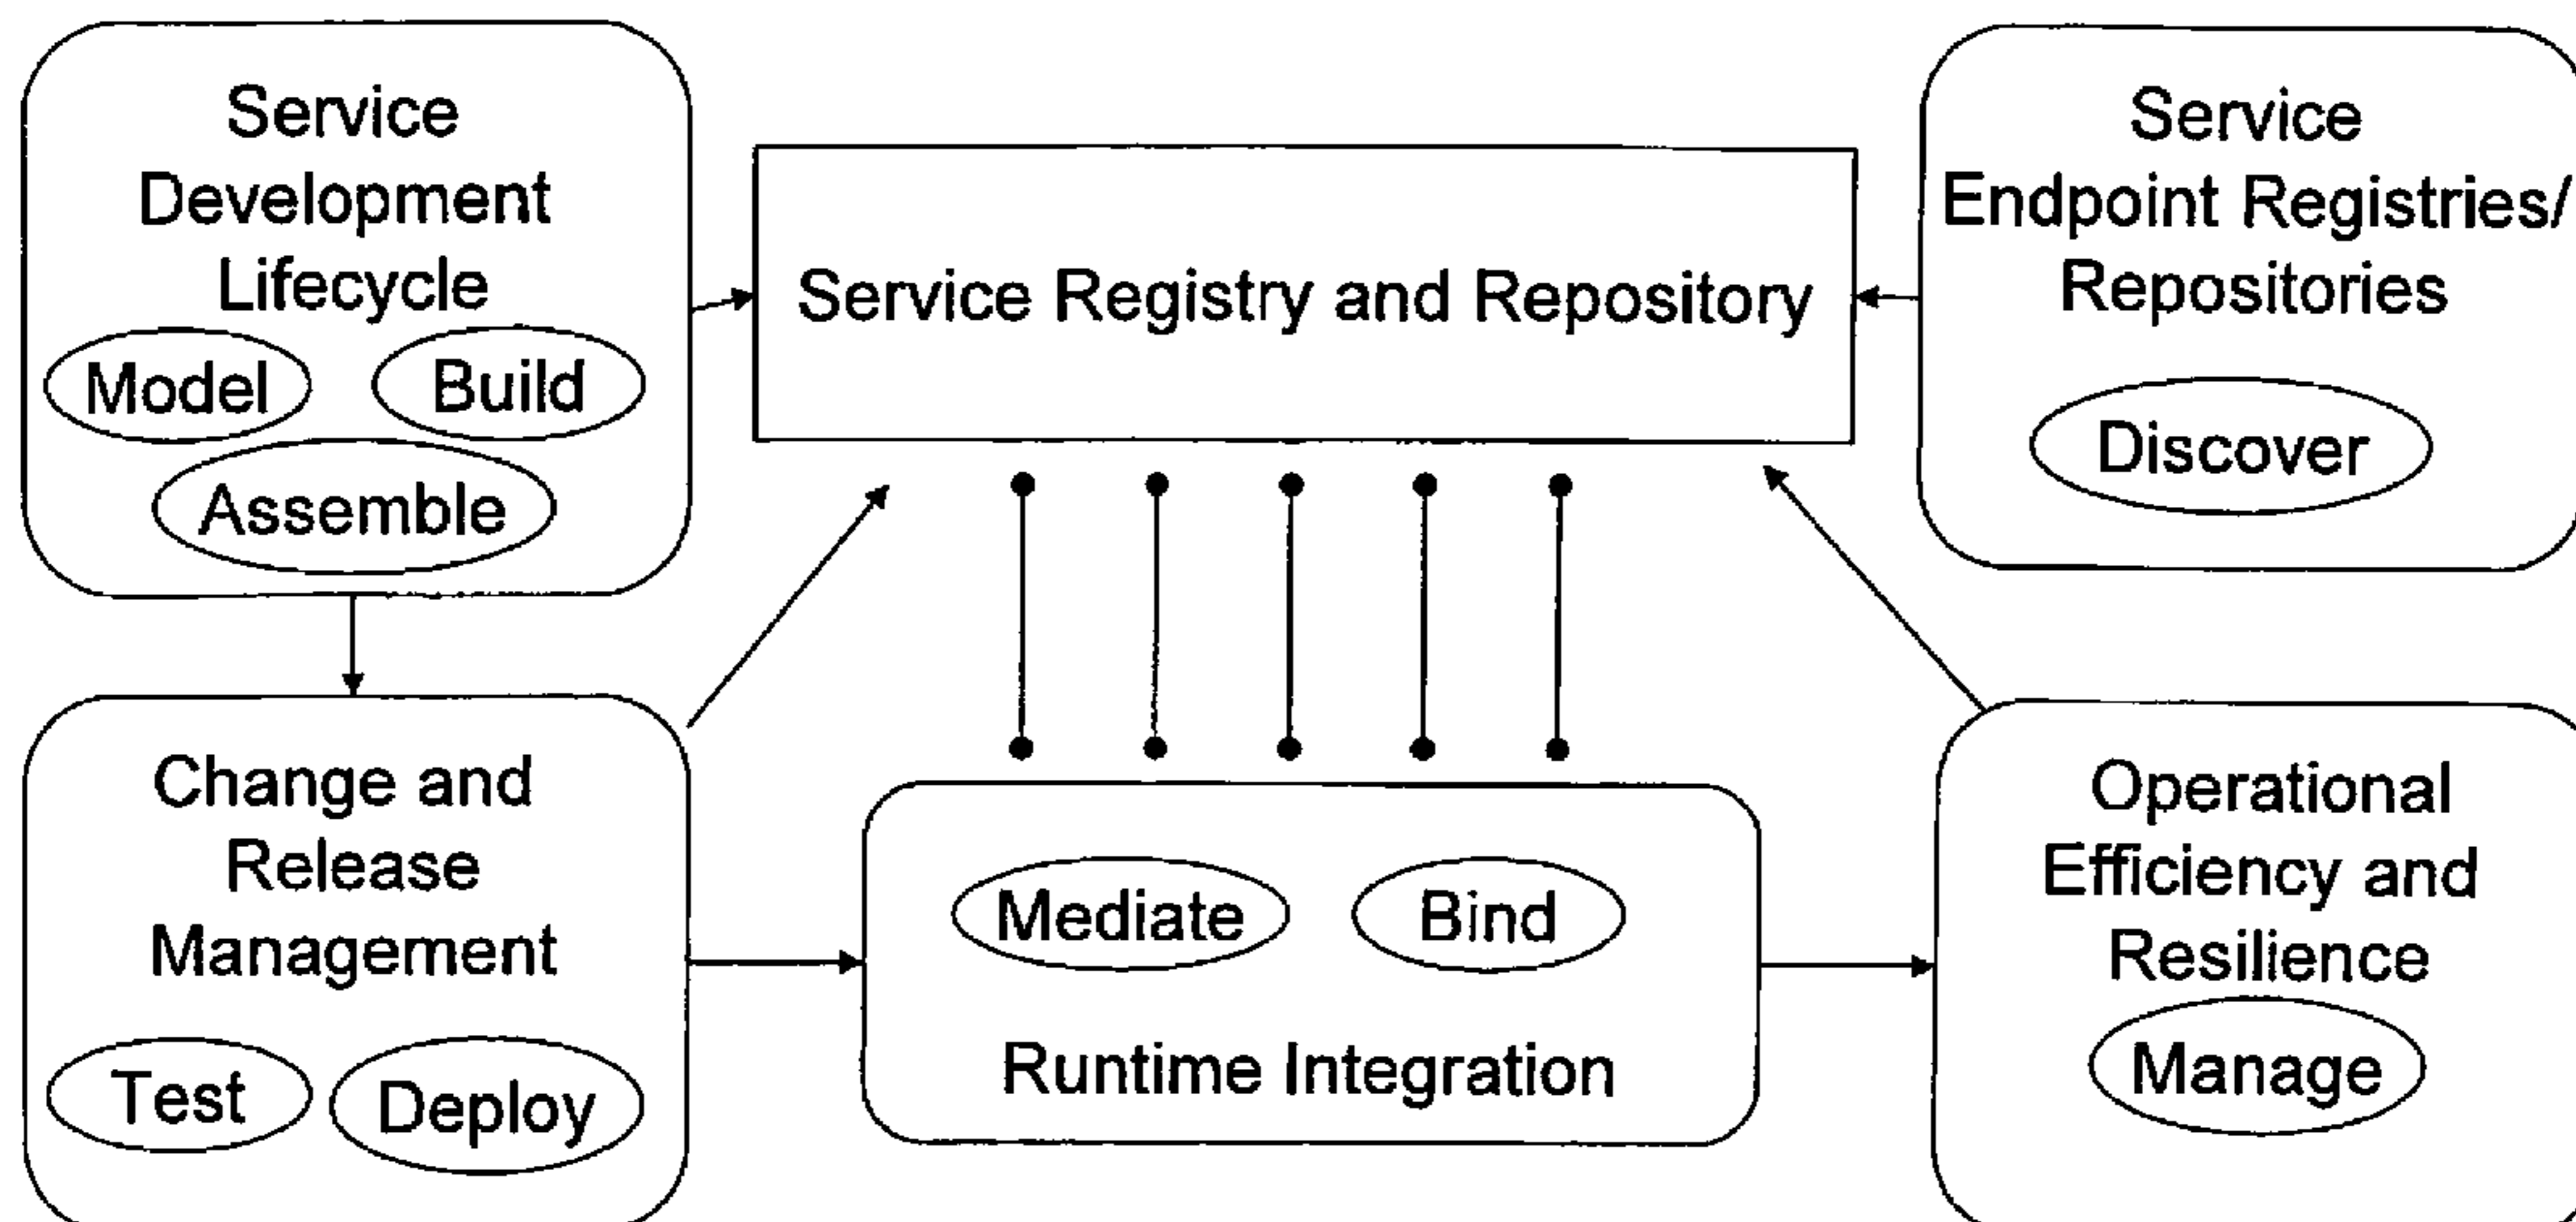 Service
Development
Lifecycle
Model
Build
Assemble
Service Registry and Repository
Service
Endpoint Registries/
Repositories
Discover
Change and
Release
Management
Test
Deploy
Mediate
Bind
Runtime Integration
Operational
Efficiency and
Resilience
Manage